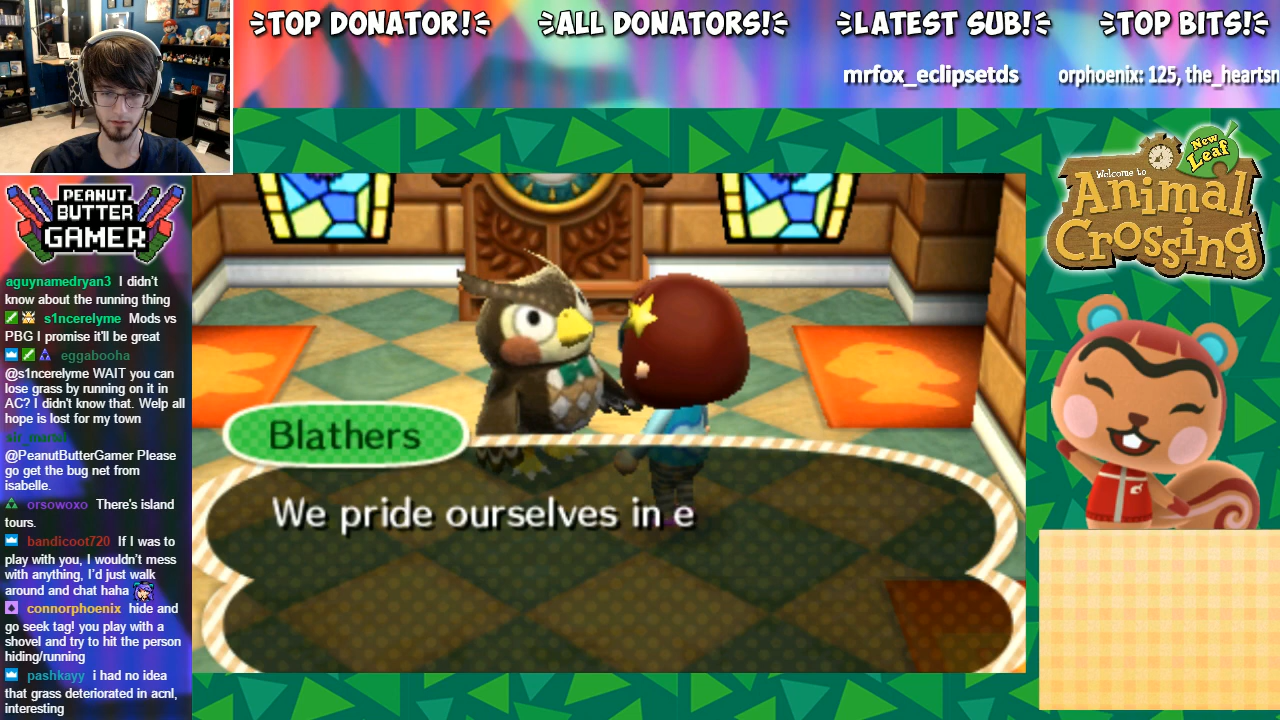 TOP DONATOR!
ALL DONATORS!
LATEST SUB!
TOP BITS!
mrfox_eclipsetds
orphoenix: 125, the_heartsn
PEANUT
BUTTER
GAMER
Welcome to
New
Leaf
Animal
Crossing
aguynamedryan3 I didn't
know about the running thing
s1ncerelyme Mods vs
PBG I promise it'll be great
eggabooha
@s1ncerelyme WAIT you can
lose grass by running on it in
AC? I didn't know that. Welp all
hope is lost for my town
@PeanutButterGamer Please
go get the bug net from
isabelle.
orsowoxo There's island
tours.
bandicoot720 If I was to
play with you, I wouldn't mess
with anything, I'd just walk
around and chat haha
connorphoenix hide and
go seek tag! you play with a
shovel and try to hit the person
hiding/running
pashkayy i had no idea
that grass deteriorated in acnl,
interesting
Blathers
We pride ourselves in e